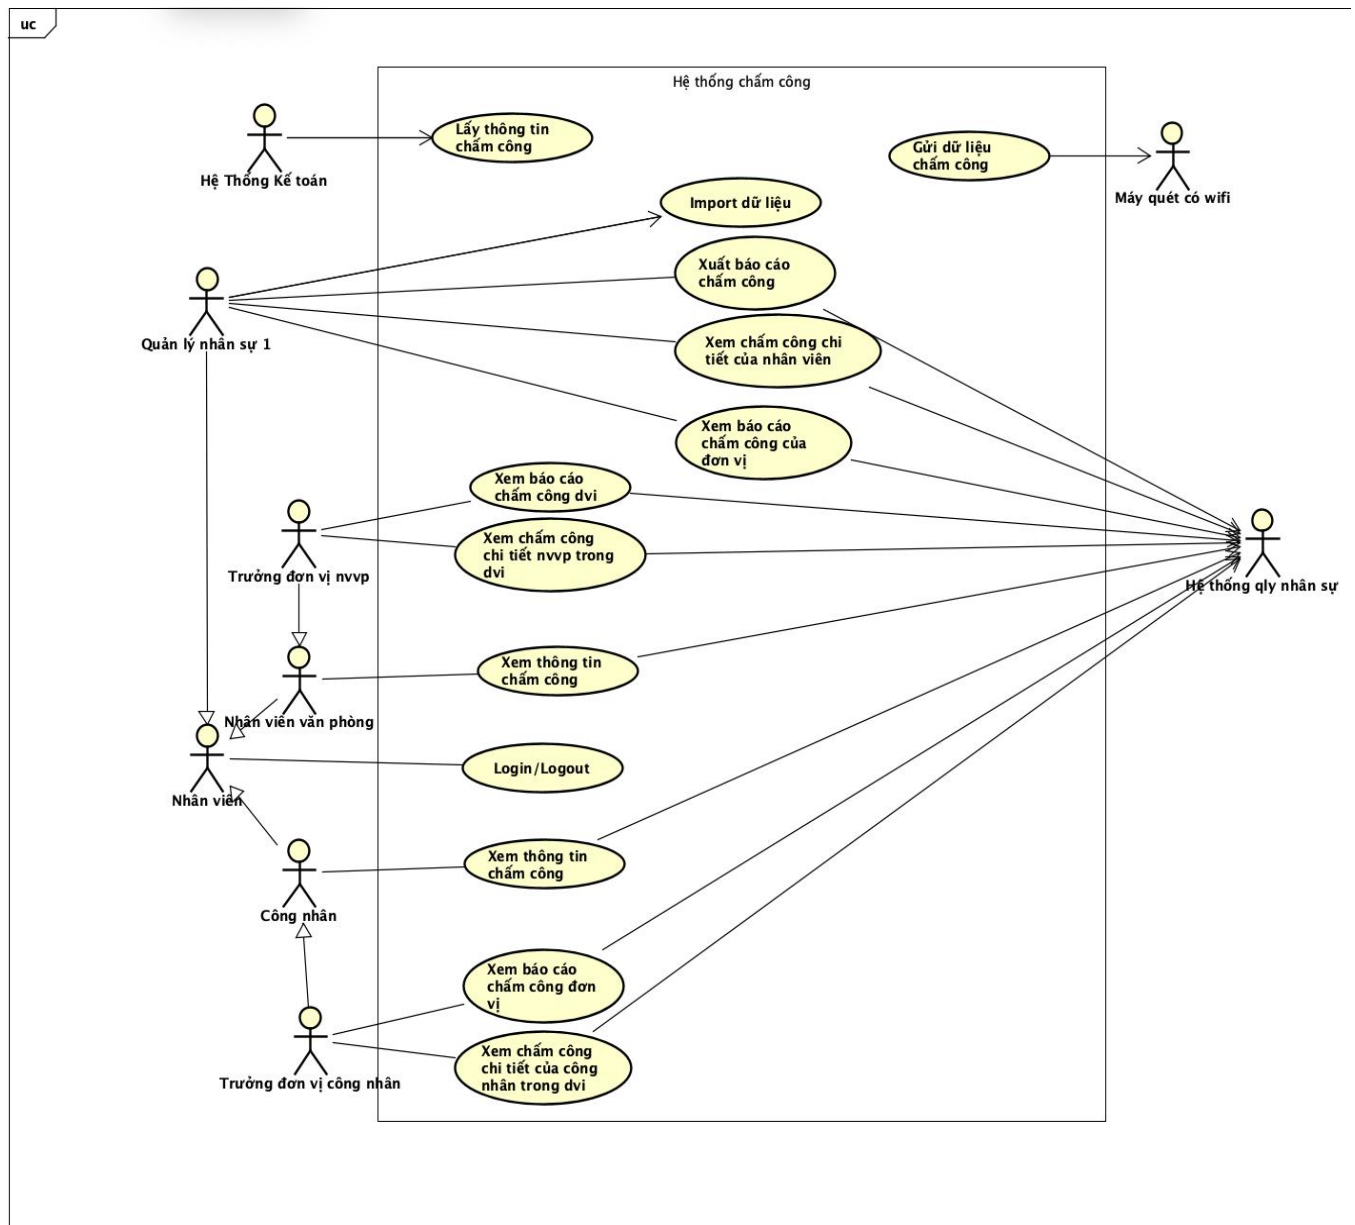 uc
Hệ thống chấm công
Hệ Thống Kế toán
Lấy thông tin
chấm công
Gửi dữ liệu
chấm công
Máy quét có wifi
Import dữ liệu
Quản lý nhân sự 1
Xuất báo cáo
chấm công
Xem chấm công chi
tiết của nhân viên
Xem báo cáo
chấm công của
đơn vị
Trưởng đơn vị nvvp
Xem báo cáo
chấm công dvi
Xem chấm công
chi tiết nvvp trong
dvi
Hệ thống qly nhân sự
Nhân viên văn phòng
Xem thông tin
chấm công
Nhân viên
Login/Logout
Công nhân
Xem thông tin
chấm công
Trưởng đơn vị công nhân
Xem báo cáo
chấm công đơn
vị
Xem chấm công
chi tiết của công
nhân trong dvi